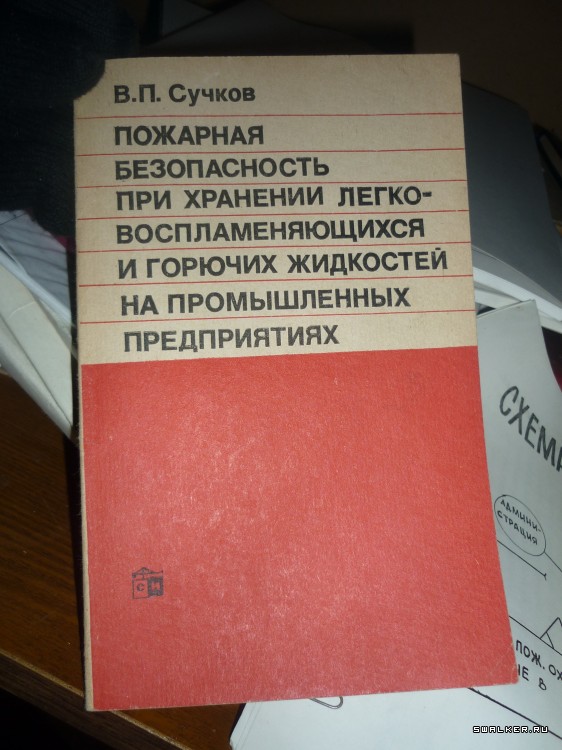 В.П. Сучков
ПОЖАРНАЯ
БЕЗОПАСНОСТЬ
ПРИ ХРАНЕНИИ ЛЕГКО-
ВОСПЛАМЕНЯЮЩИХСЯ
И ГОРЮЧИХ ЖИДКОСТЕЙ
НА ПРОМЫШЛЕННЫХ
ПРЕДПРИЯТИЯХ
С И
СХЕМА
АДМИНИ-
СТРАЦИЯ
ПОЖ. ОХ
ИЕ В
SWALKER.RU